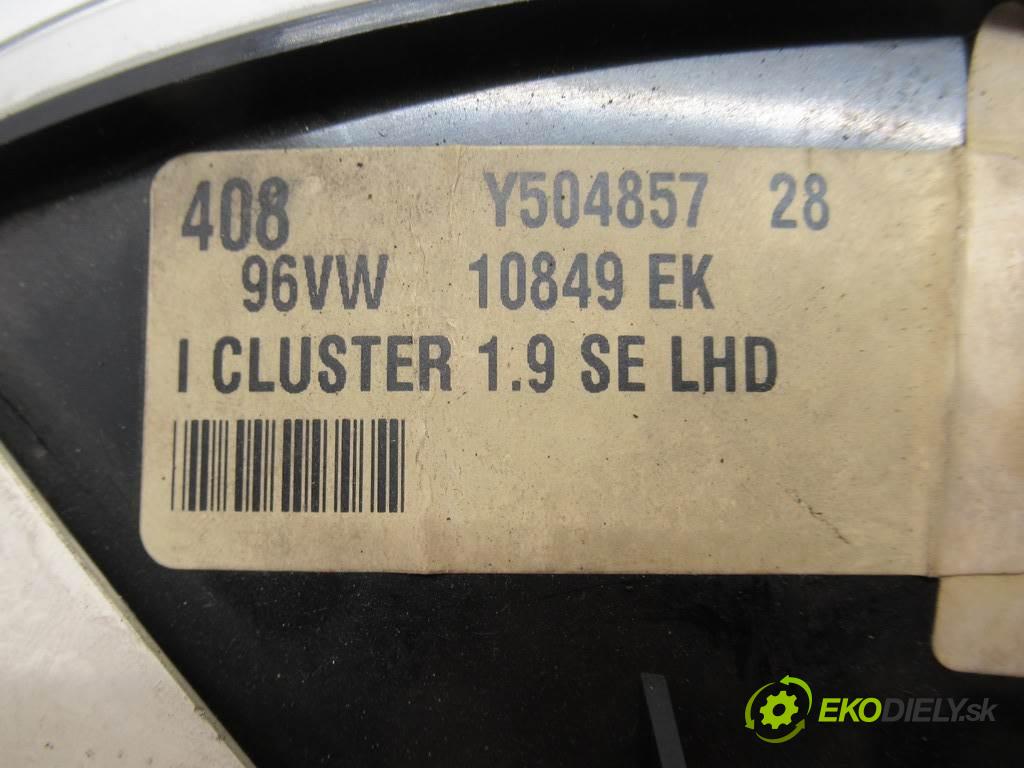 408 Y504857 28
96VW 10849 EK
I CLUSTER 1.9 SE LHD
EKODIELY.sk